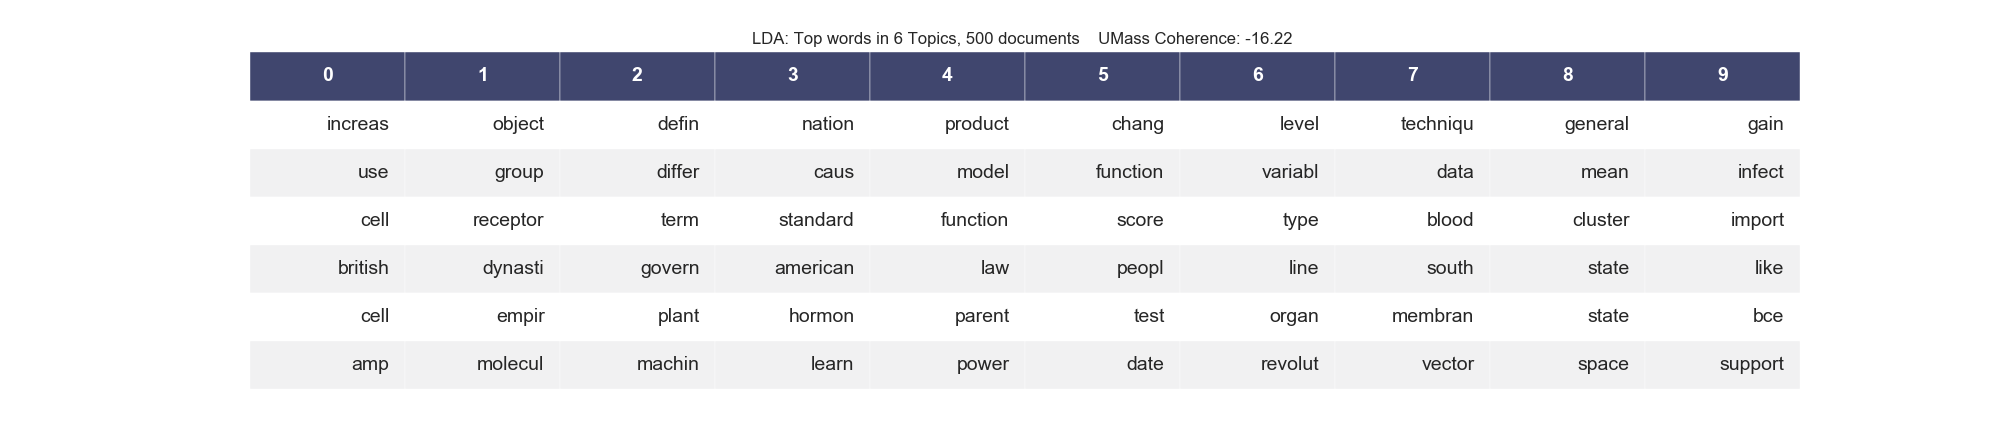 LDA: Top words in 6 Topics, 500 documents    UMass Coherence: -16.22
0 1 2 3 4 5 6 7 8 9
increas object defin nation product chang level techniqu general gain
use group differ caus model function variabl data mean infect
cell receptor term standard function score type blood cluster import
british dynasti govern american law peopl line south state like
cell empir plant hormon parent test organ membran state bce
amp molecul machin learn power date revolut vector space support